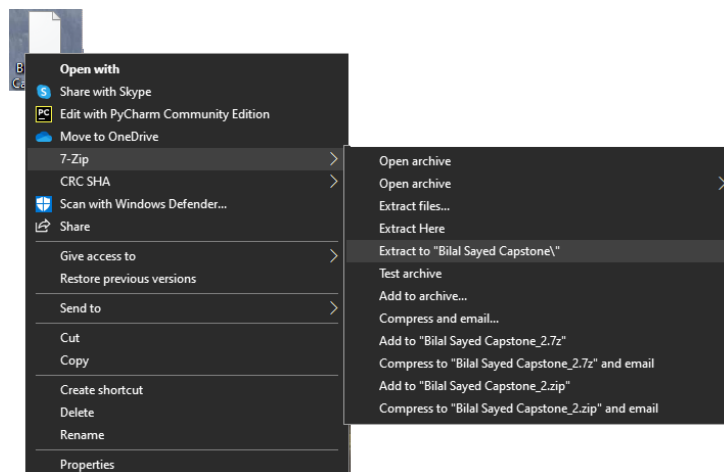 Open with
Share with Skype
PC Edit with PyCharm Community Edition
Move to OneDrive
7-Zip
CRC SHA
Scan with Windows Defender...
Share
Give access to
Restore previous versions
Send to
Cut
Copy
Create shortcut
Delete
Rename
Properties
Open archive
Open archive
Extract files...
Extract Here
Extract to "Bilal Sayed Capstone\"
Test archive
Add to archive...
Compress and email...
Add to "Bilal Sayed Capstone_2.7z"
Compress to "Bilal Sayed Capstone_2.7z" and email
Add to "Bilal Sayed Capstone_2.zip"
Compress to "Bilal Sayed Capstone_2.zip" and email